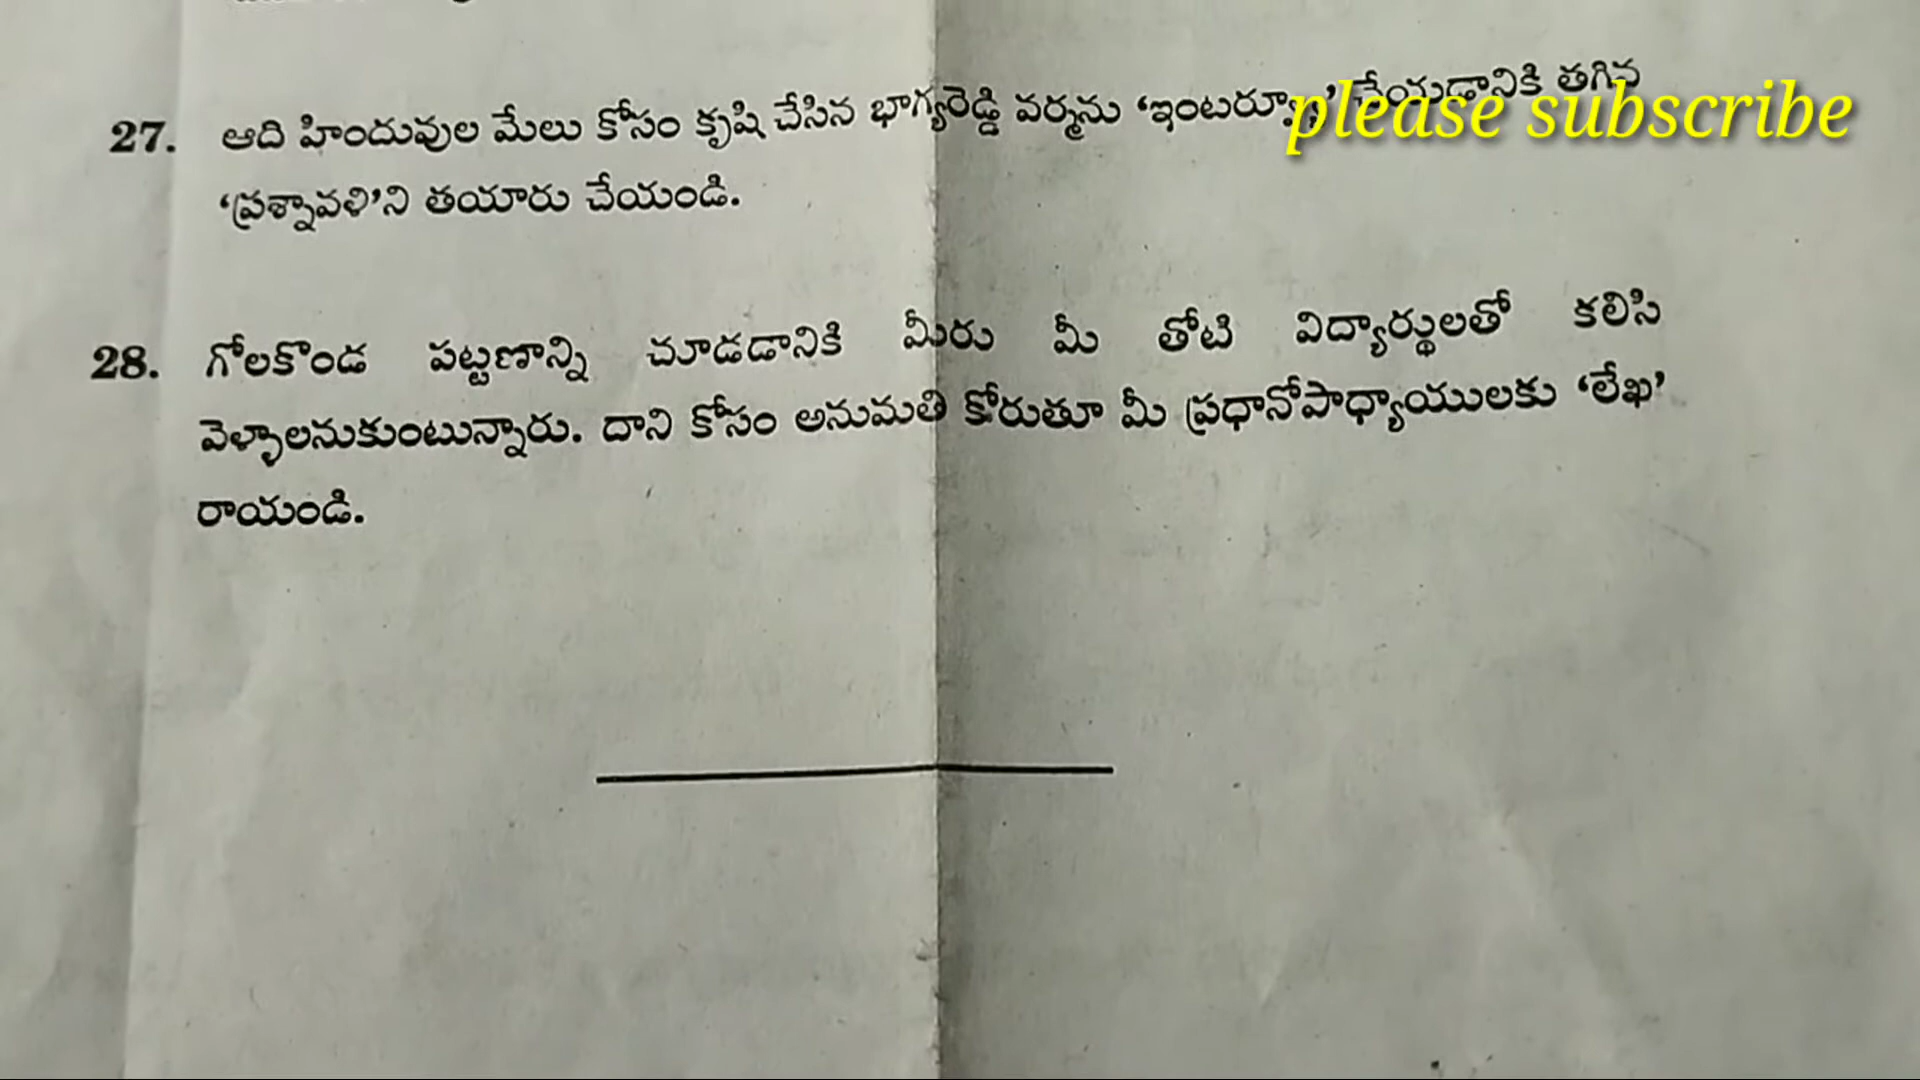 27. ఆది హిందువుల మేలు కోసం కృషి చేసిన భాగ్యరెడ్డి వర్మను ‘ఇంటర్వ్యూ’ చేయడానికి తగిన
please subscribe
‘ప్రశ్నావళి’ని తయారు చేయండి.
28. గోలకొండ పట్టణాన్ని చూడడానికి మీరు మీ తోటి విద్యార్థులతో కలిసి
వెళ్ళాలనుకుంటున్నారు. దాని కోసం అనుమతి కోరుతూ మీ ప్రధానోపాధ్యాయులకు ‘లేఖ’
రాయండి.